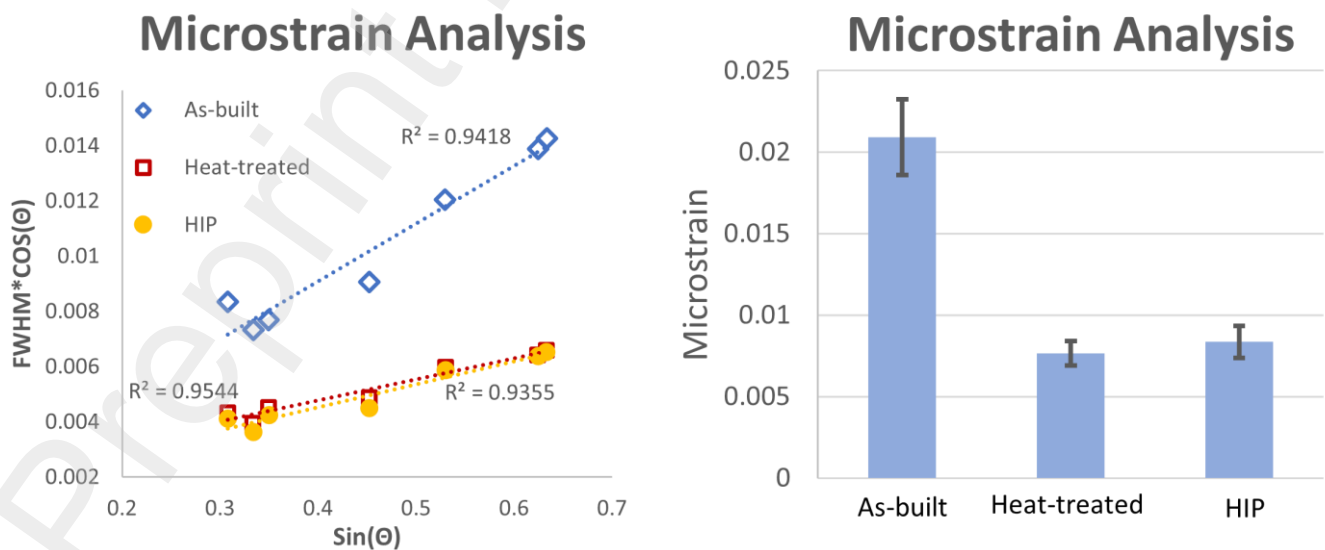 Microstrain Analysis
0.016
0.014
0.012
0.01
0.008
0.006
0.004
0.002
FWHM*COS(Θ)
As-built
Heat-treated
HIP
R² = 0.9418
R² = 0.9544
R² = 0.9355
0.2
0.3
0.4
0.5
0.6
0.7
Sin(Θ)
Microstrain Analysis
0.025
0.02
0.015
0.01
0.005
0
Microstrain
As-built
Heat-treated
HIP
Preprint